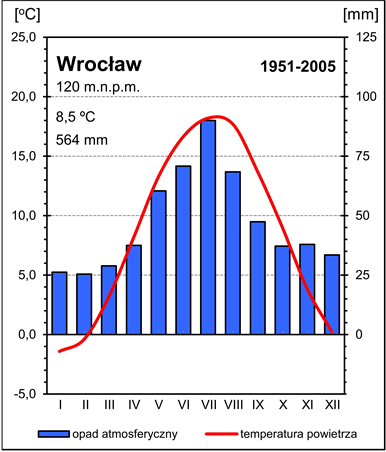 [ºC] [mm]
25,0 125
Wrocław 1951-2005
120 m.n.p.m.
20,0 100
8,5 ºC
564 mm
15,0 75
10,0 50
5,0 25
0,0 0
-5,0
I II III IV V VI VII VIII IX X XI XII
opad atmosferyczny temperatura powietrza